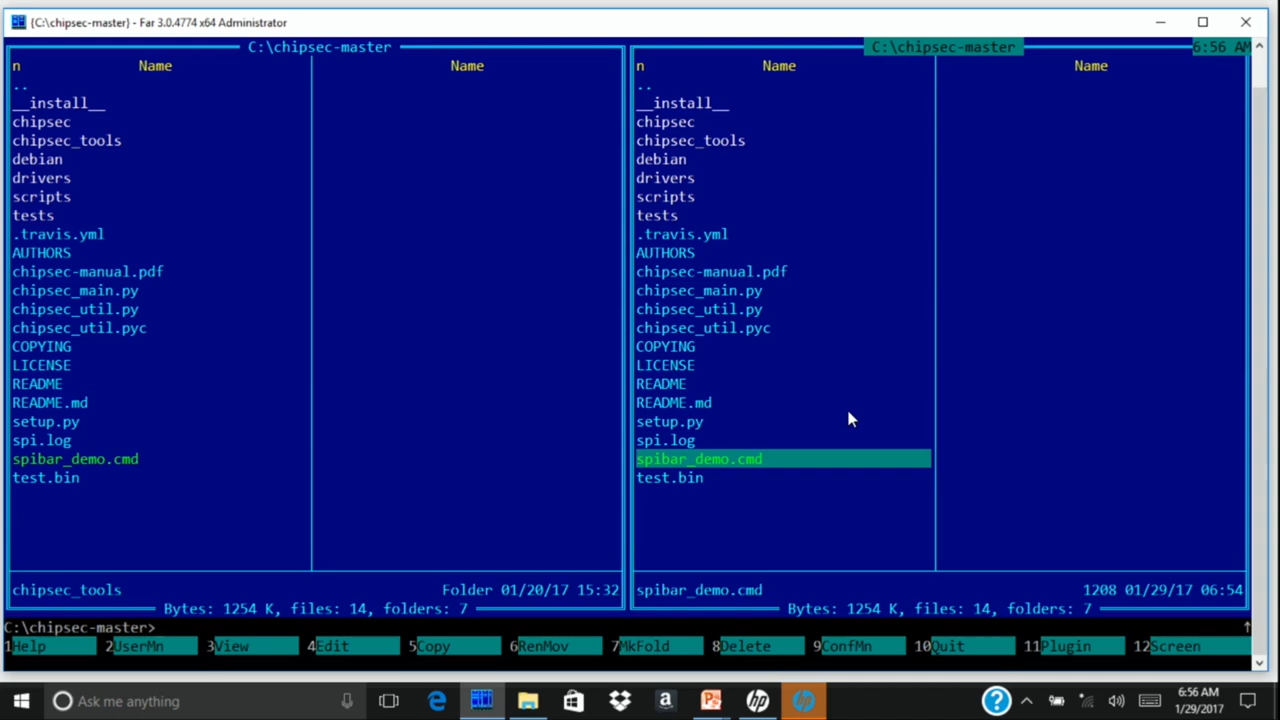 {C:\chipsec-master} - Far 3.0.4774 x64 Administrator
C:\chipsec-master
n Name Name
..
__install__
chipsec
chipsec_tools
debian
drivers
scripts
tests
.travis.yml
AUTHORS
chipsec-manual.pdf
chipsec_main.py
chipsec_util.py
chipsec_util.pyc
COPYING
LICENSE
README
README.md
setup.py
spi.log
spibar_demo.cmd
test.bin
chipsec_tools Folder 01/20/17 15:32
Bytes: 1254 K, files: 14, folders: 7
C:\chipsec-master 6:56 AM
n Name Name
..
__install__
chipsec
chipsec_tools
debian
drivers
scripts
tests
.travis.yml
AUTHORS
chipsec-manual.pdf
chipsec_main.py
chipsec_util.py
chipsec_util.pyc
COPYING
LICENSE
README
README.md
setup.py
spi.log
spibar_demo.cmd
test.bin
spibar_demo.cmd 1208 01/29/17 06:54
Bytes: 1254 K, files: 14, folders: 7
C:\chipsec-master>
1Help 2UserMn 3View 4Edit 5Copy 6RenMov 7MkFold 8Delete 9ConfMn 10Quit 11Plugin 12Screen
Ask me anything
6:56 AM
1/29/2017